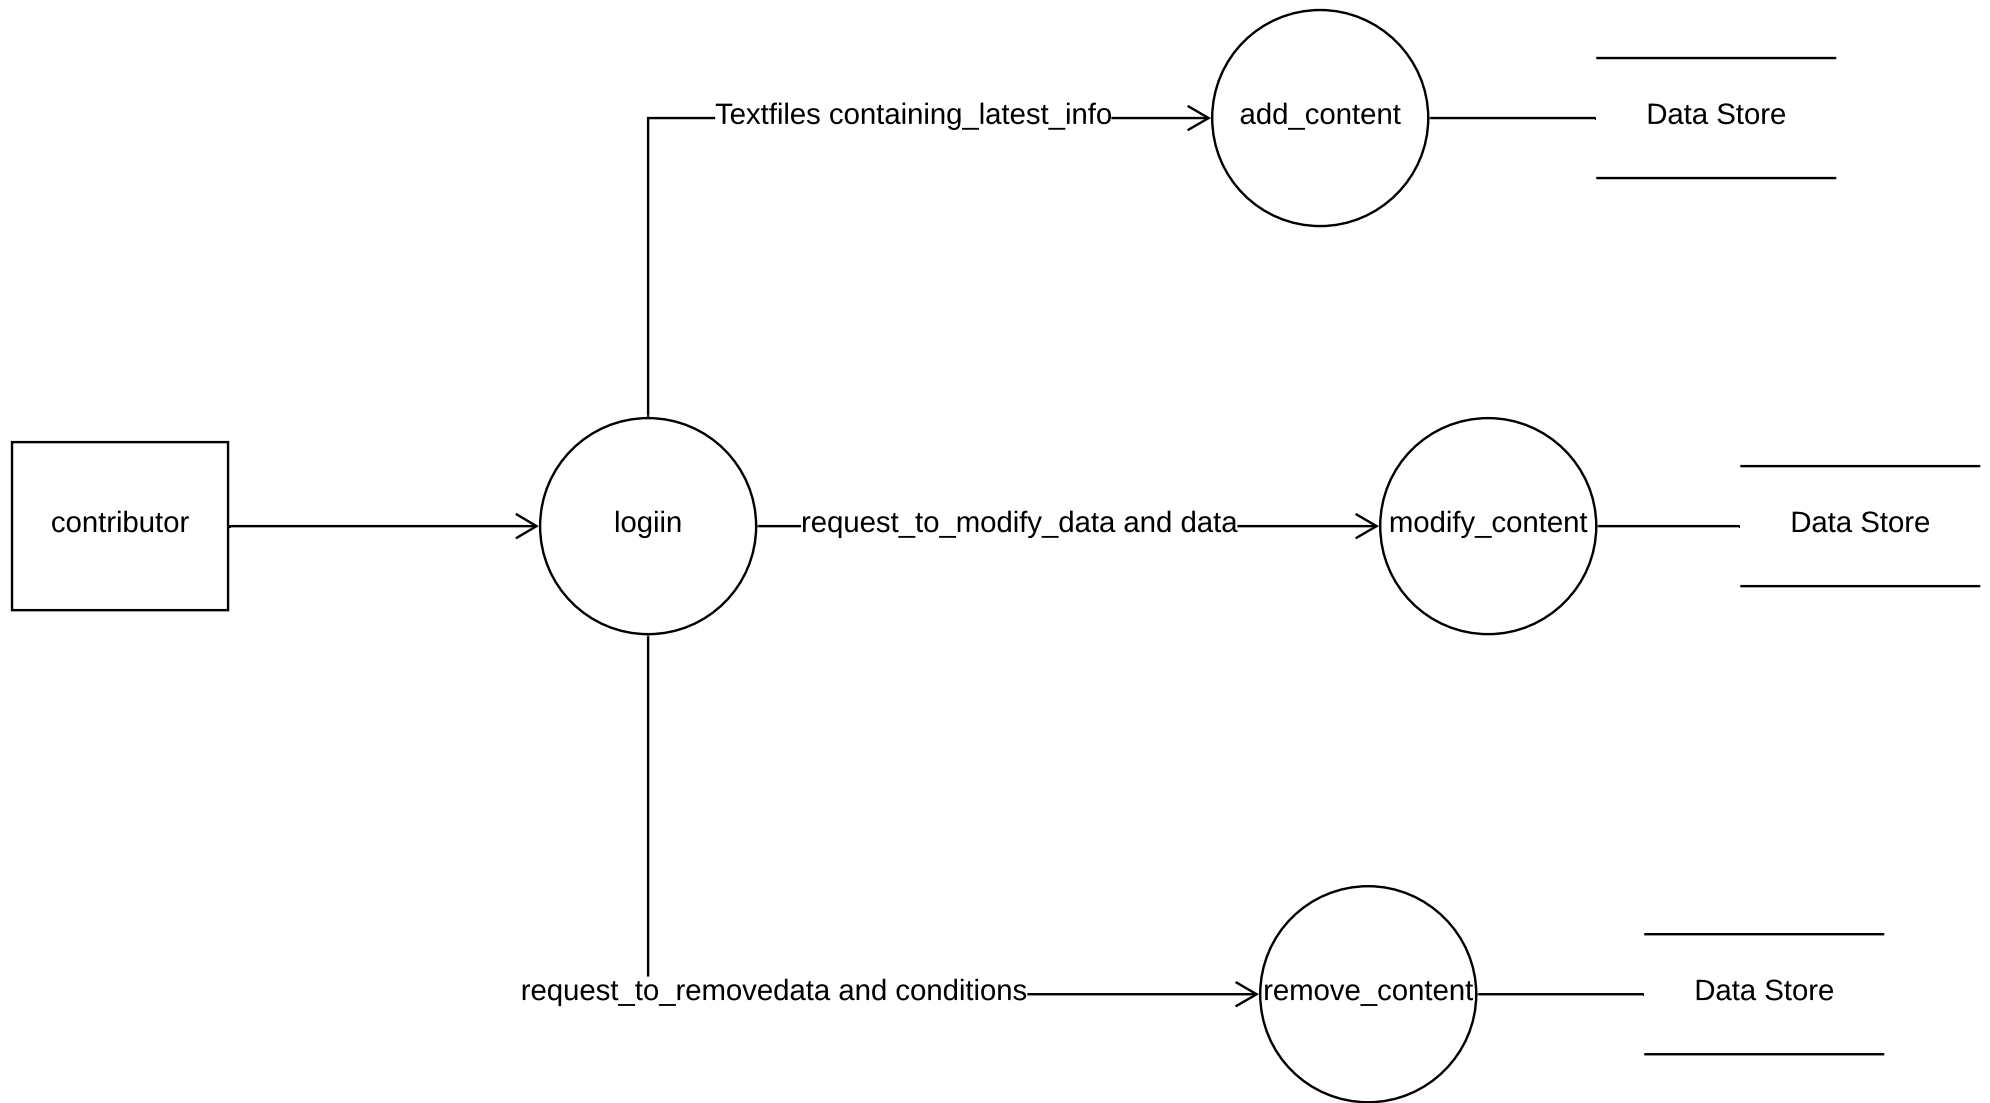 Textfiles containing_latest_info
add_content
Data Store
contributor
logiin
request_to_modify_data and data
modify_content
Data Store
request_to_removedata and conditions
remove_content
Data Store